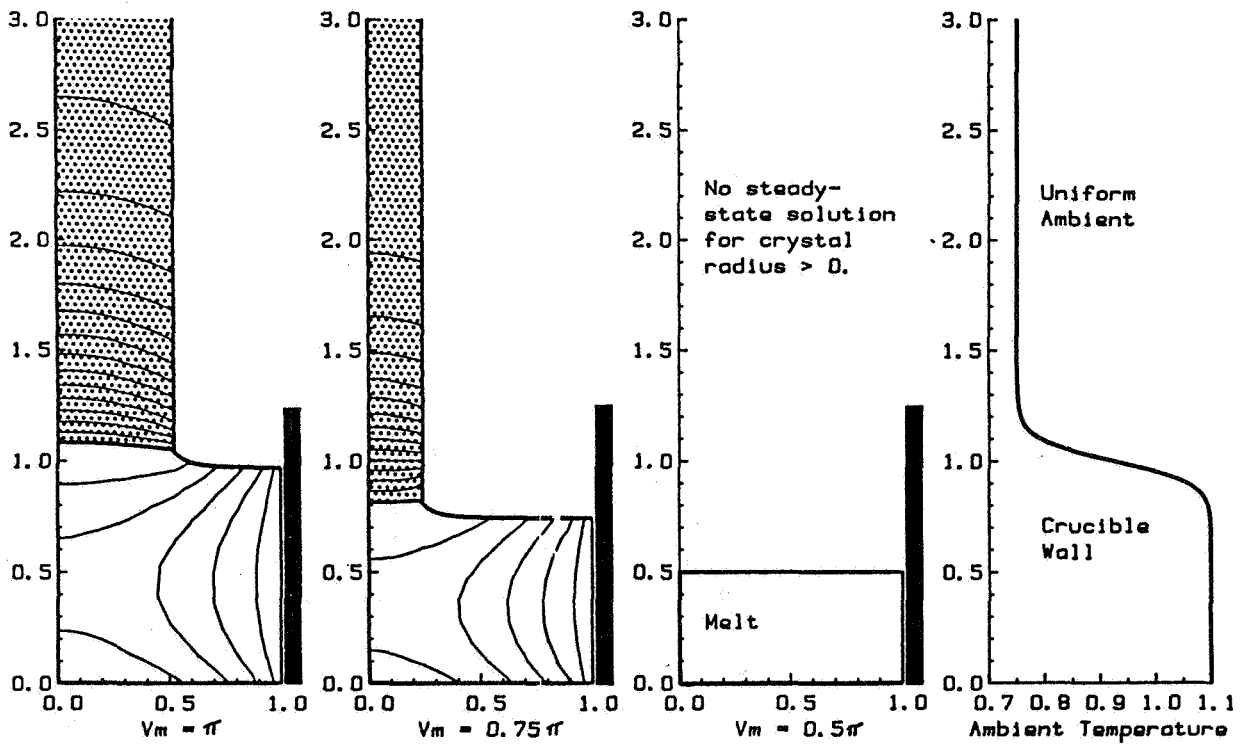 3.0
2.5
2.0
1.5
1.0
0.5
0.0
0.0 0.5 1.0
Vm = π
3.0
2.5
2.0
1.5
1.0
0.5
0.0
0.0 0.5 1.0
Vm = 0.75π
3.0
2.5
2.0
1.5
1.0
0.5
0.0
No steady-
state solution
for crystal
radius > 0.
Melt
0.0 0.5 1.0
Vm = 0.5π
3.0
2.5
2.0
1.5
1.0
0.5
0.0
Uniform
Ambient
Crucible
Wall
0.7 0.8 0.9 1.0 1.1
Ambient Temperature